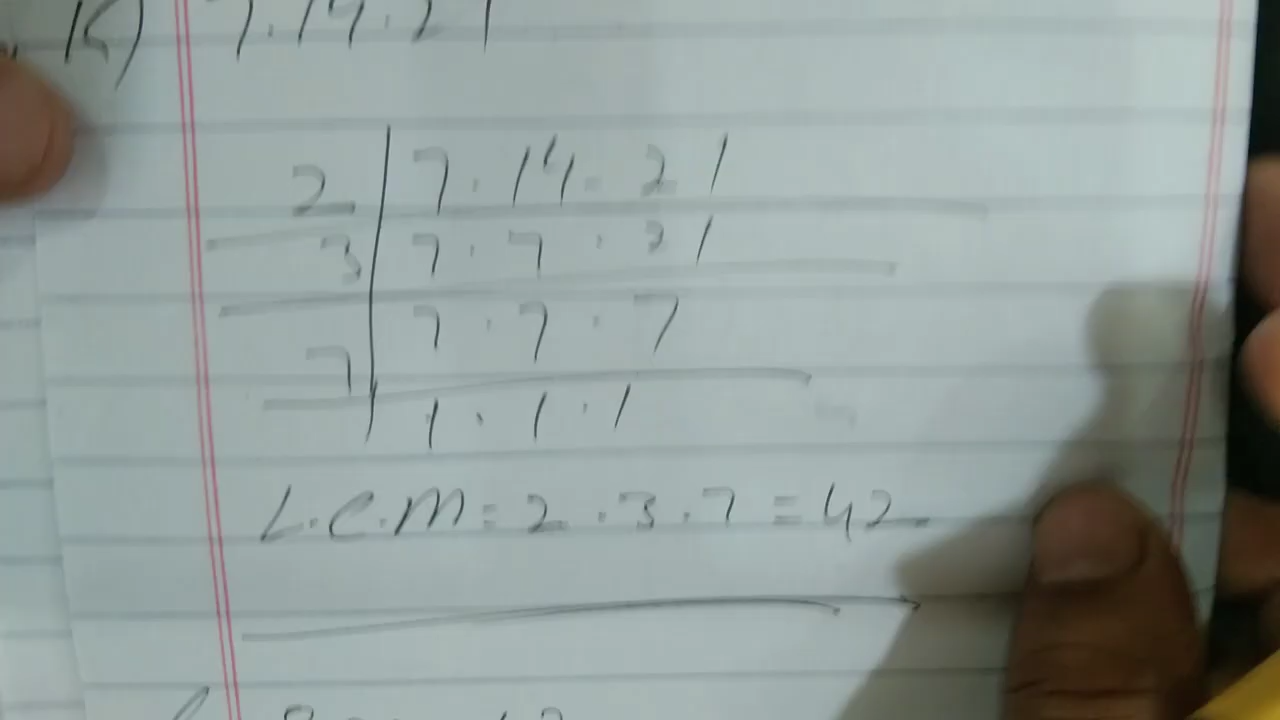 K) 7.14.21
2 | 7.14.21
3 | 7.7.21
7 | 7.7.7
1.1.1
L.C.M = 2.3.7 = 42